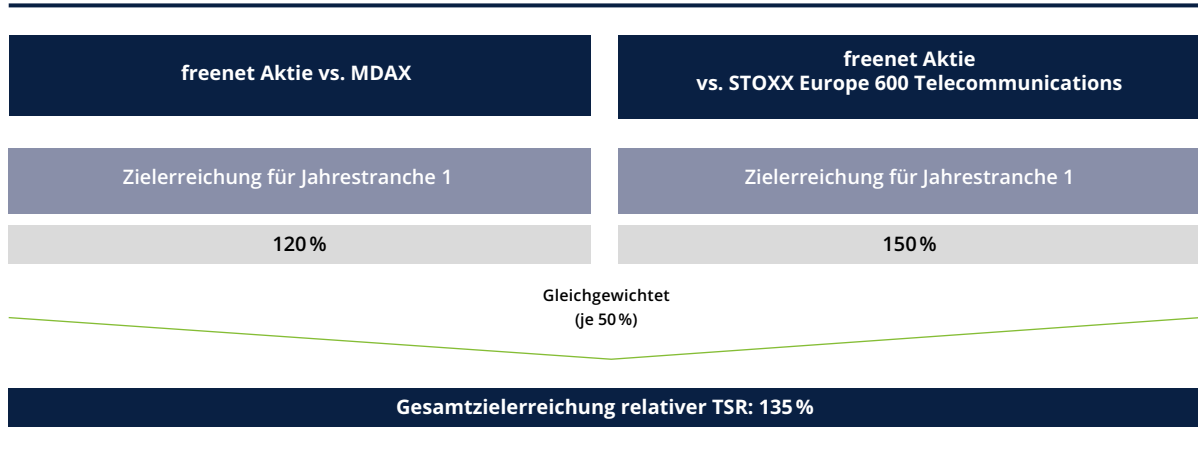 freenet Aktie vs. MDAX
freenet Aktie
vs. STOXX Europe 600 Telecommunications
Zielerreichung für Jahrestranche 1
Zielerreichung für Jahrestranche 1
120 %
150 %
Gleichgewichtet
(je 50 %)
Gesamtzielerreichung relativer TSR: 135 %